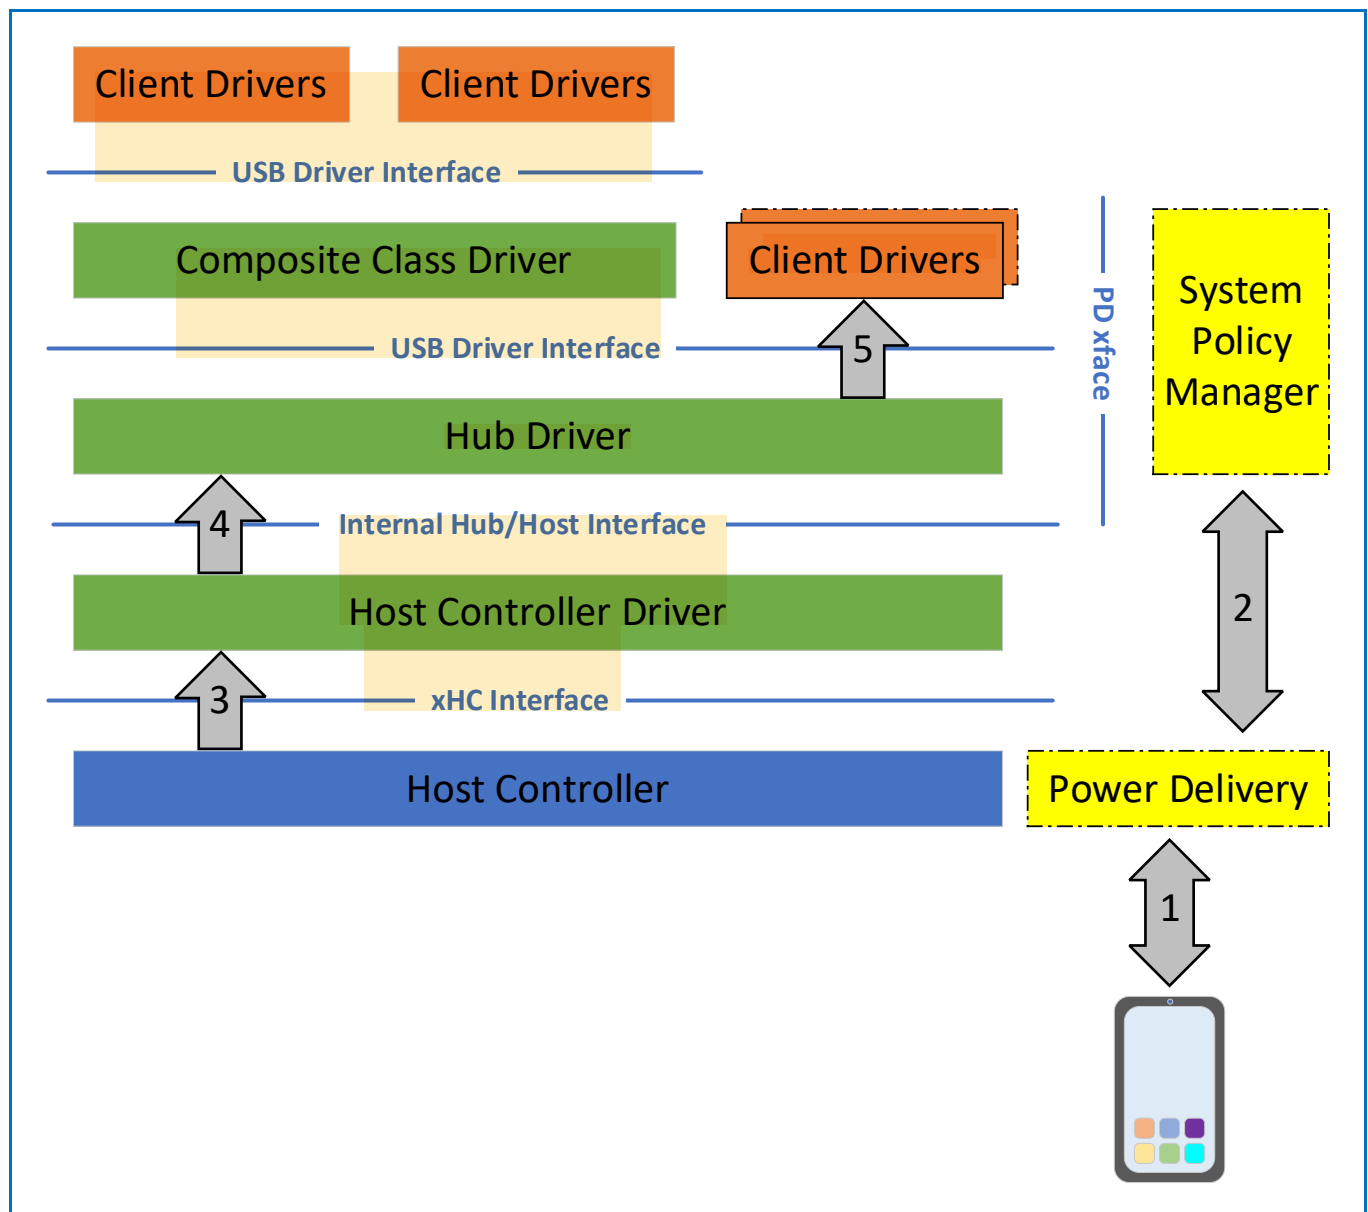 Client Drivers
Client Drivers
USB Driver Interface
Composite Class Driver
Client Drivers
System
Policy
Manager
PD xface
USB Driver Interface
5
Hub Driver
4
Internal Hub/Host Interface
2
Host Controller Driver
3
xHC Interface
Host Controller
Power Delivery
1